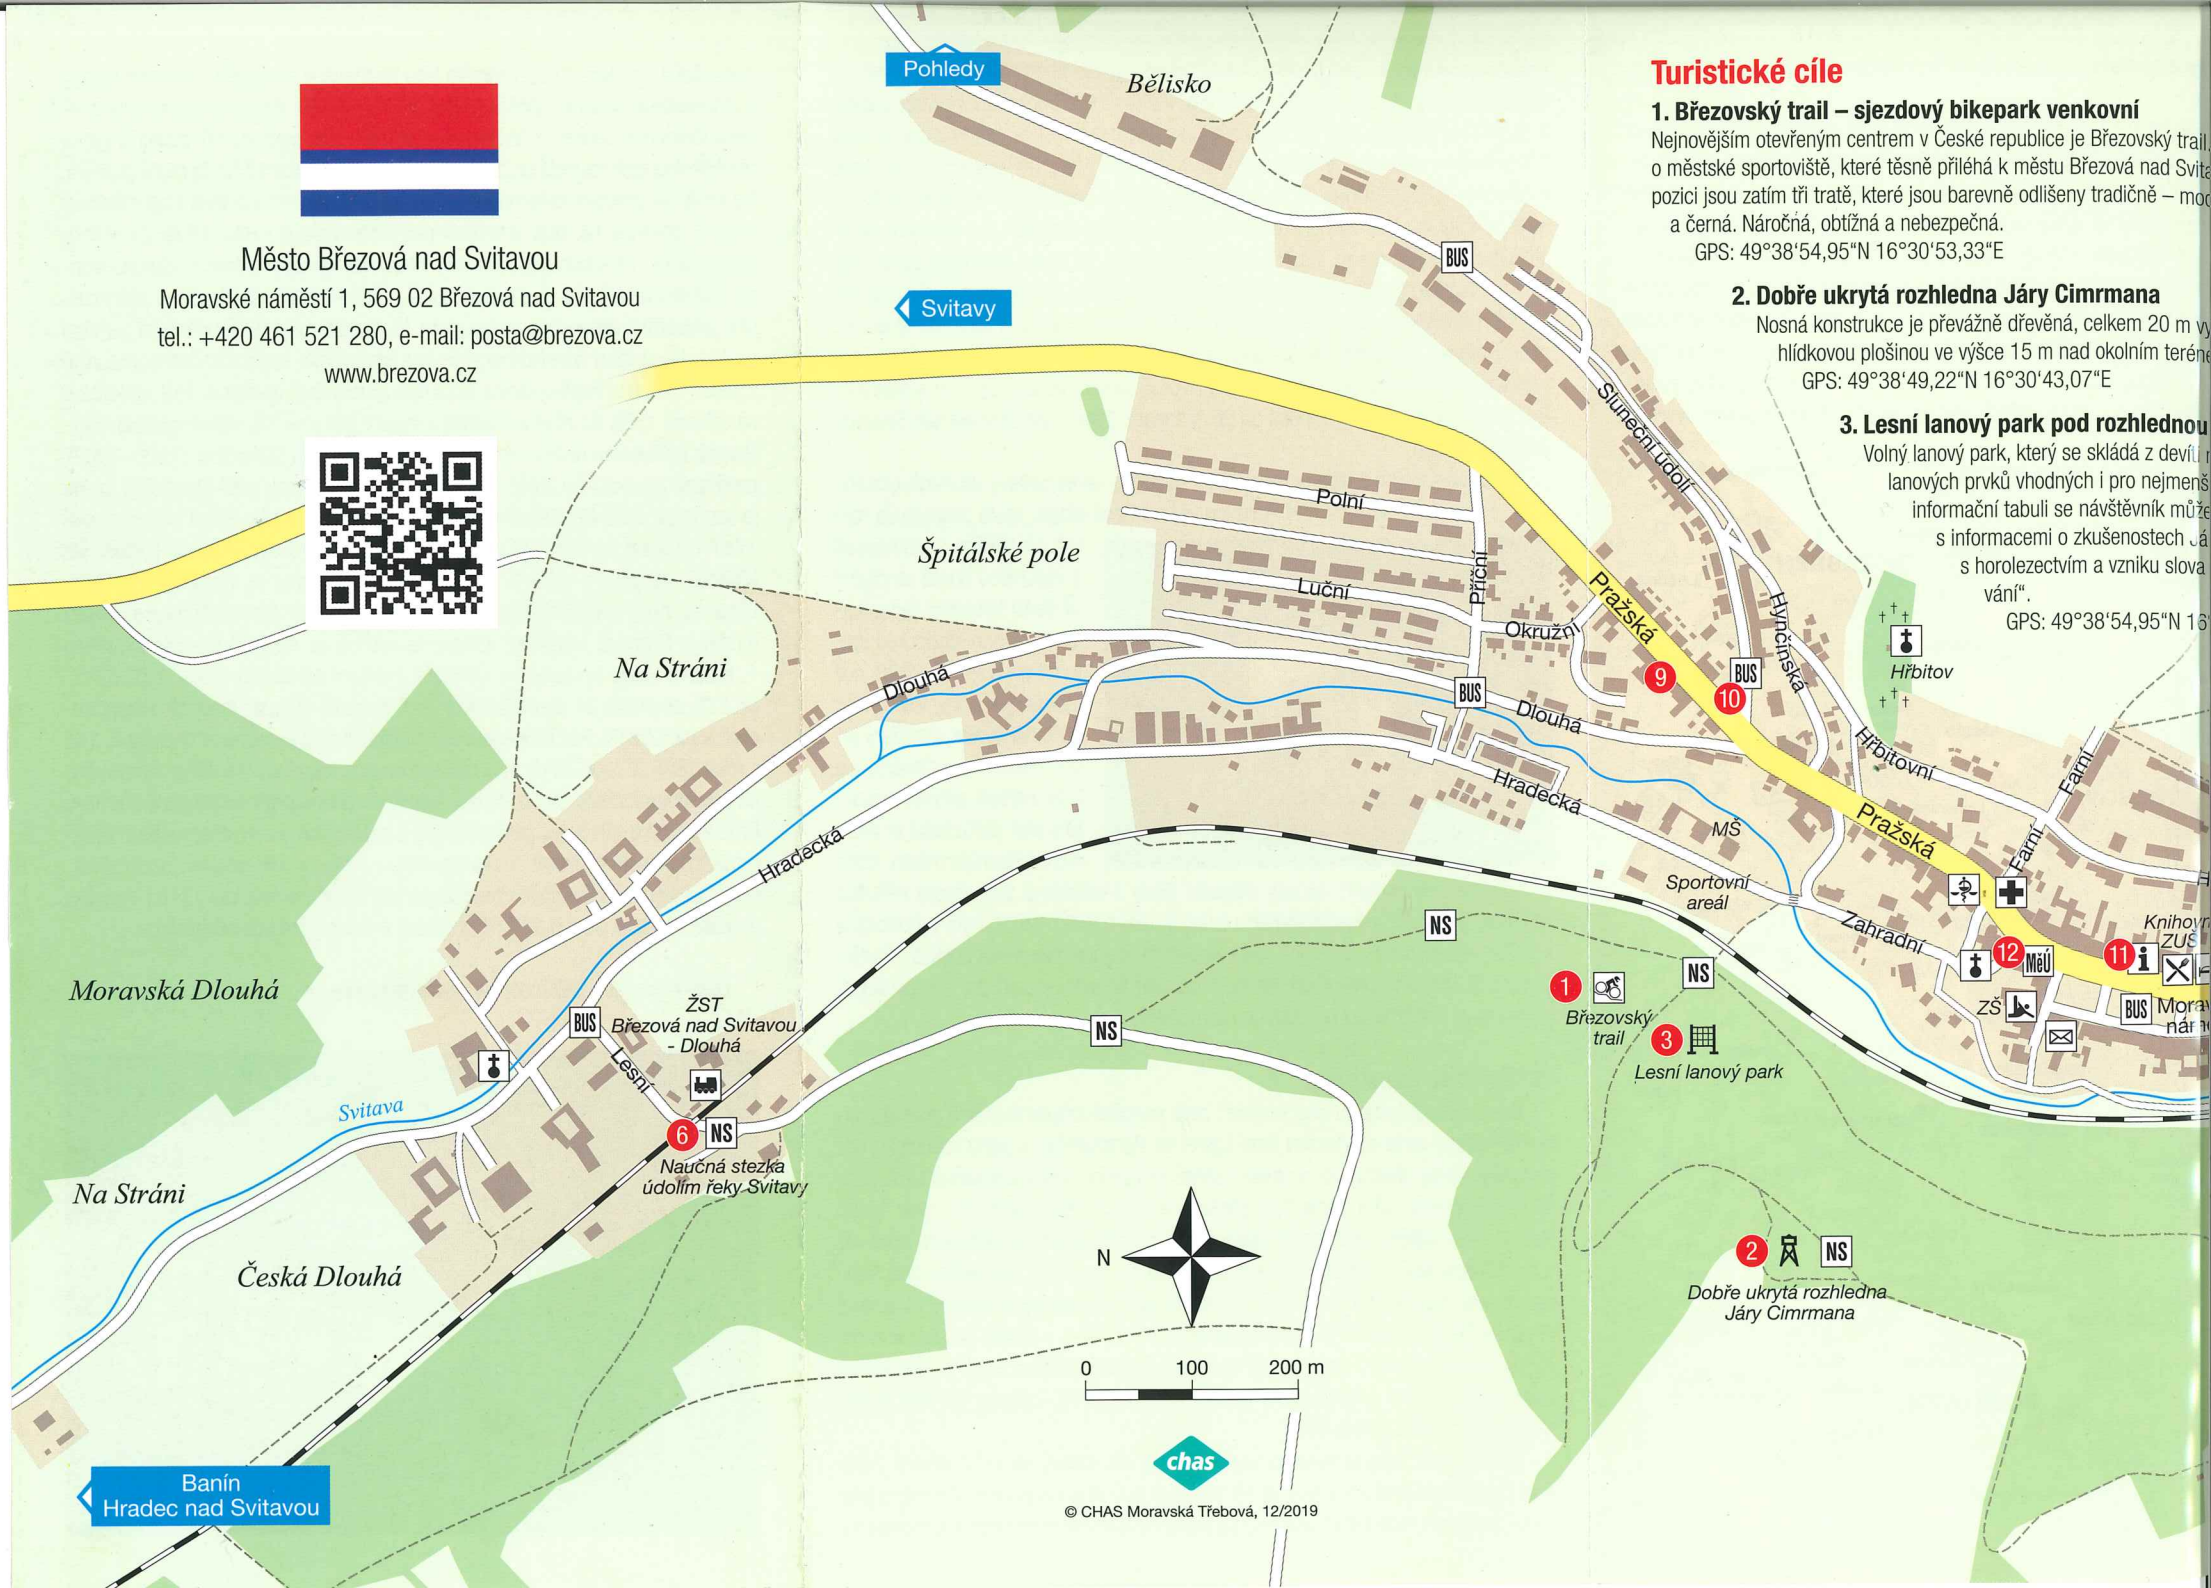 Město Březová nad Svitavou
Moravské náměstí 1, 569 02 Březová nad Svitavou
tel.: +420 461 521 280, e-mail: posta@brezova.cz
www.brezova.cz
Pohledy
Bělisko
Svitavy
Turistické cíle
1. Březovský trail – sjezdový bikepark venkovní
Nejnovějším otevřeným centrem v České republice je Březovský trail
o městské sportoviště, které těsně přiléhá k městu Březová nad
pozici jsou zatím tři tratě, které jsou barevně odlišeny tradičně –
a černá. Náročná, obtížná a nebezpečná.
GPS: 49°38‘54,95“N 16°30‘53,33“E
2. Dobře ukrytá rozhledna Járy Cimrmana
Nosná konstrukce je převážně dřevěná, celkem 20 m
hlídkovou plošinou ve výšce 15 m nad okolním
GPS: 49°38‘49,22“N 16°30‘43,07“E
3. Lesní lanový park pod rozhlednou
Volný lanový park, který se skládá z
lanových prvků vhodných i pro
informační tabuli se návštěvník
s informacemi o zkušenostech
s horolezectvím a vzniku slova
vání“.
GPS: 49°38‘54,95“N
BUS
Sluneční údolí
Polní
Příční
Špitálské pole
Luční
Okružní
Pražská
Hynčinská
Hřbitov
Na Stráni
Dlouhá
BUS
9
BUS
10
Dlouhá
Hřbitovní
Farní
Hradecká
Hradecká
MŠ
Pražská
Farní
Sportovní
areál
NS
Zahradní
ZUŠ
12
MěÚ
11
i
NS
Moravská Dlouhá
ŽST
Březová nad Svitavou
- Dlouhá
BUS
NS
1
Březovský
trail
3
Lesní lanový park
ZŠ
BUS
Lesní
Svitava
6
NS
Naučná stezka
údolím řeky Svitavy
Na Stráni
Česká Dlouhá
N
2
NS
Dobře ukrytá rozhledna
Járy Cimrmana
0 100 200 m
chas
© CHAS Moravská Třebová, 12/2019
Banín
Hradec nad Svitavou